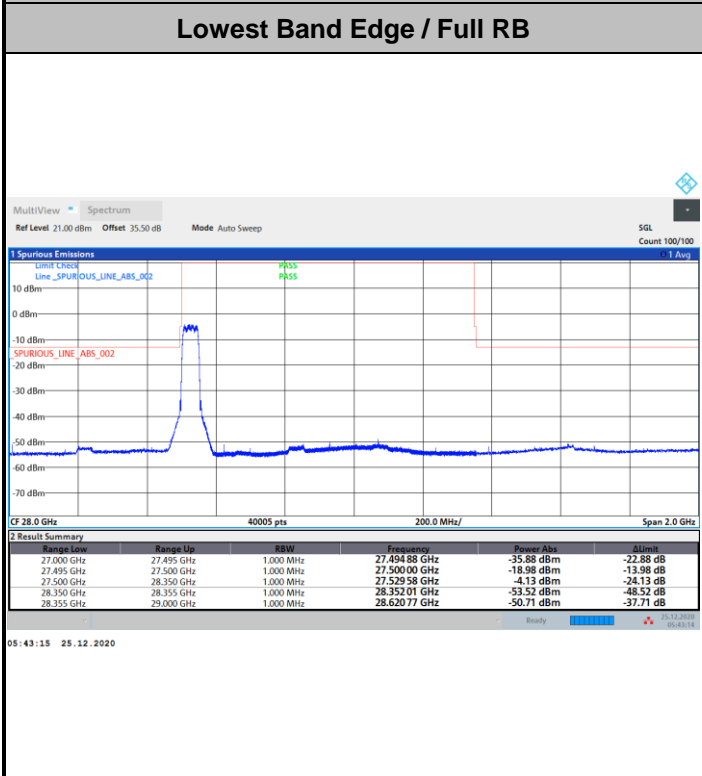 Lowest Band Edge / Full RB
MultiView Spectrum
Ref Level 21.00 dBm Offset 35.50 dB Mode Auto Sweep SGL
Count 100/100
1 Spurious Emissions 1 Avg
Limit Check PASS
Line _SPURIOUS_LINE_ABS_002 PASS
10 dBm
0 dBm
-10 dBm
_SPURIOUS_LINE_ABS_002
-20 dBm
-30 dBm
-40 dBm
-50 dBm
-60 dBm
-70 dBm
CF 28.0 GHz 40005 pts 200.0 MHz/ Span 2.0 GHz
2 Result Summary
Range Low Range Up RBW Frequency Power Abs ΔLimit
27.000 GHz 27.495 GHz 1.000 MHz 27.494 88 GHz -35.88 dBm -22.88 dB
27.495 GHz 27.500 GHz 1.000 MHz 27.500 00 GHz -18.98 dBm -13.98 dB
27.500 GHz 28.350 GHz 1.000 MHz 27.529 58 GHz -4.13 dBm -24.13 dB
28.350 GHz 28.355 GHz 1.000 MHz 28.352 01 GHz -53.52 dBm -48.52 dB
28.355 GHz 29.000 GHz 1.000 MHz 28.620 77 GHz -50.71 dBm -37.71 dB
Ready 25.12.2020
05:43:14
05:43:15 25.12.2020